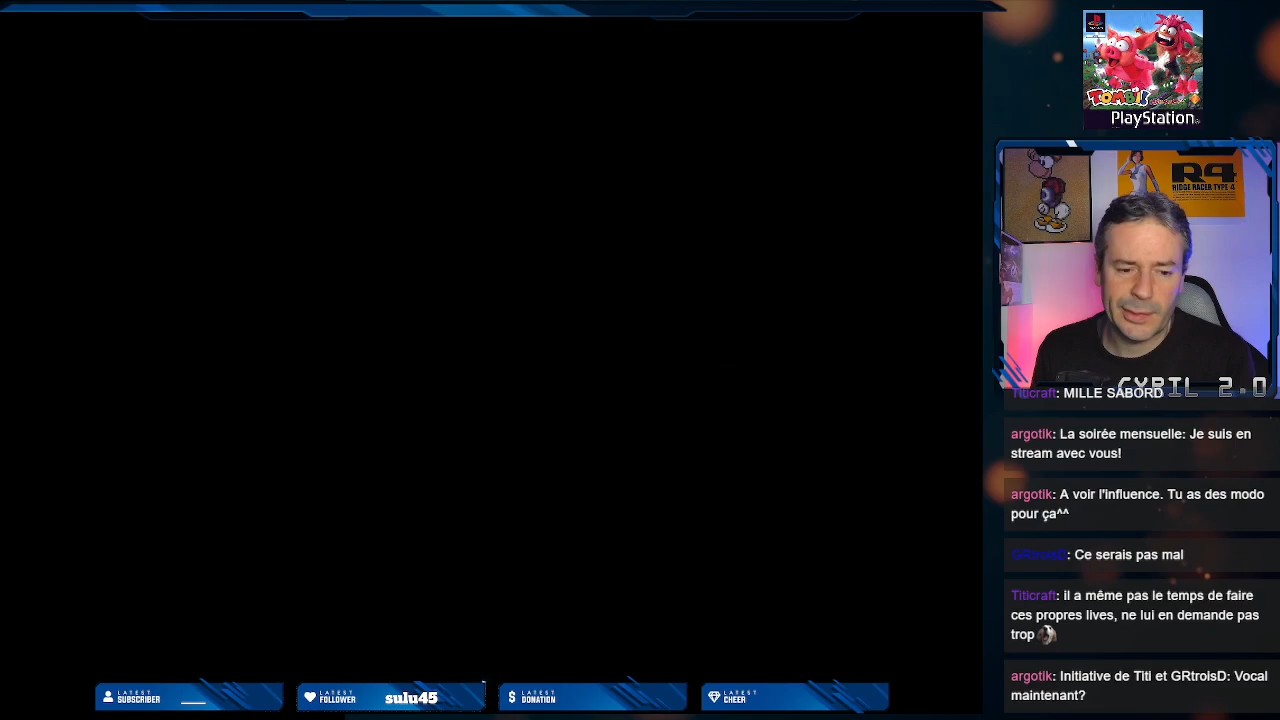 TOMBI!
PlayStation
R4
RIDGE RACER TYPE 4
CYRIL 2.0
Titicraft: MILLE SABORD
argotik: La soirée mensuelle: Je suis en
stream avec vous!
argotik: A voir l'influence. Tu as des modo
pour ça^^
GRtroisD: Ce serais pas mal
Titicraft: il a même pas le temps de faire
ces propres lives, ne lui en demande pas
trop
argotik: Initiative de Titi et GRtroisD: Vocal
maintenant?
LATEST
SUBSCRIBER
LATEST
FOLLOWER
sulu45
LATEST
DONATION
LATEST
CHEER